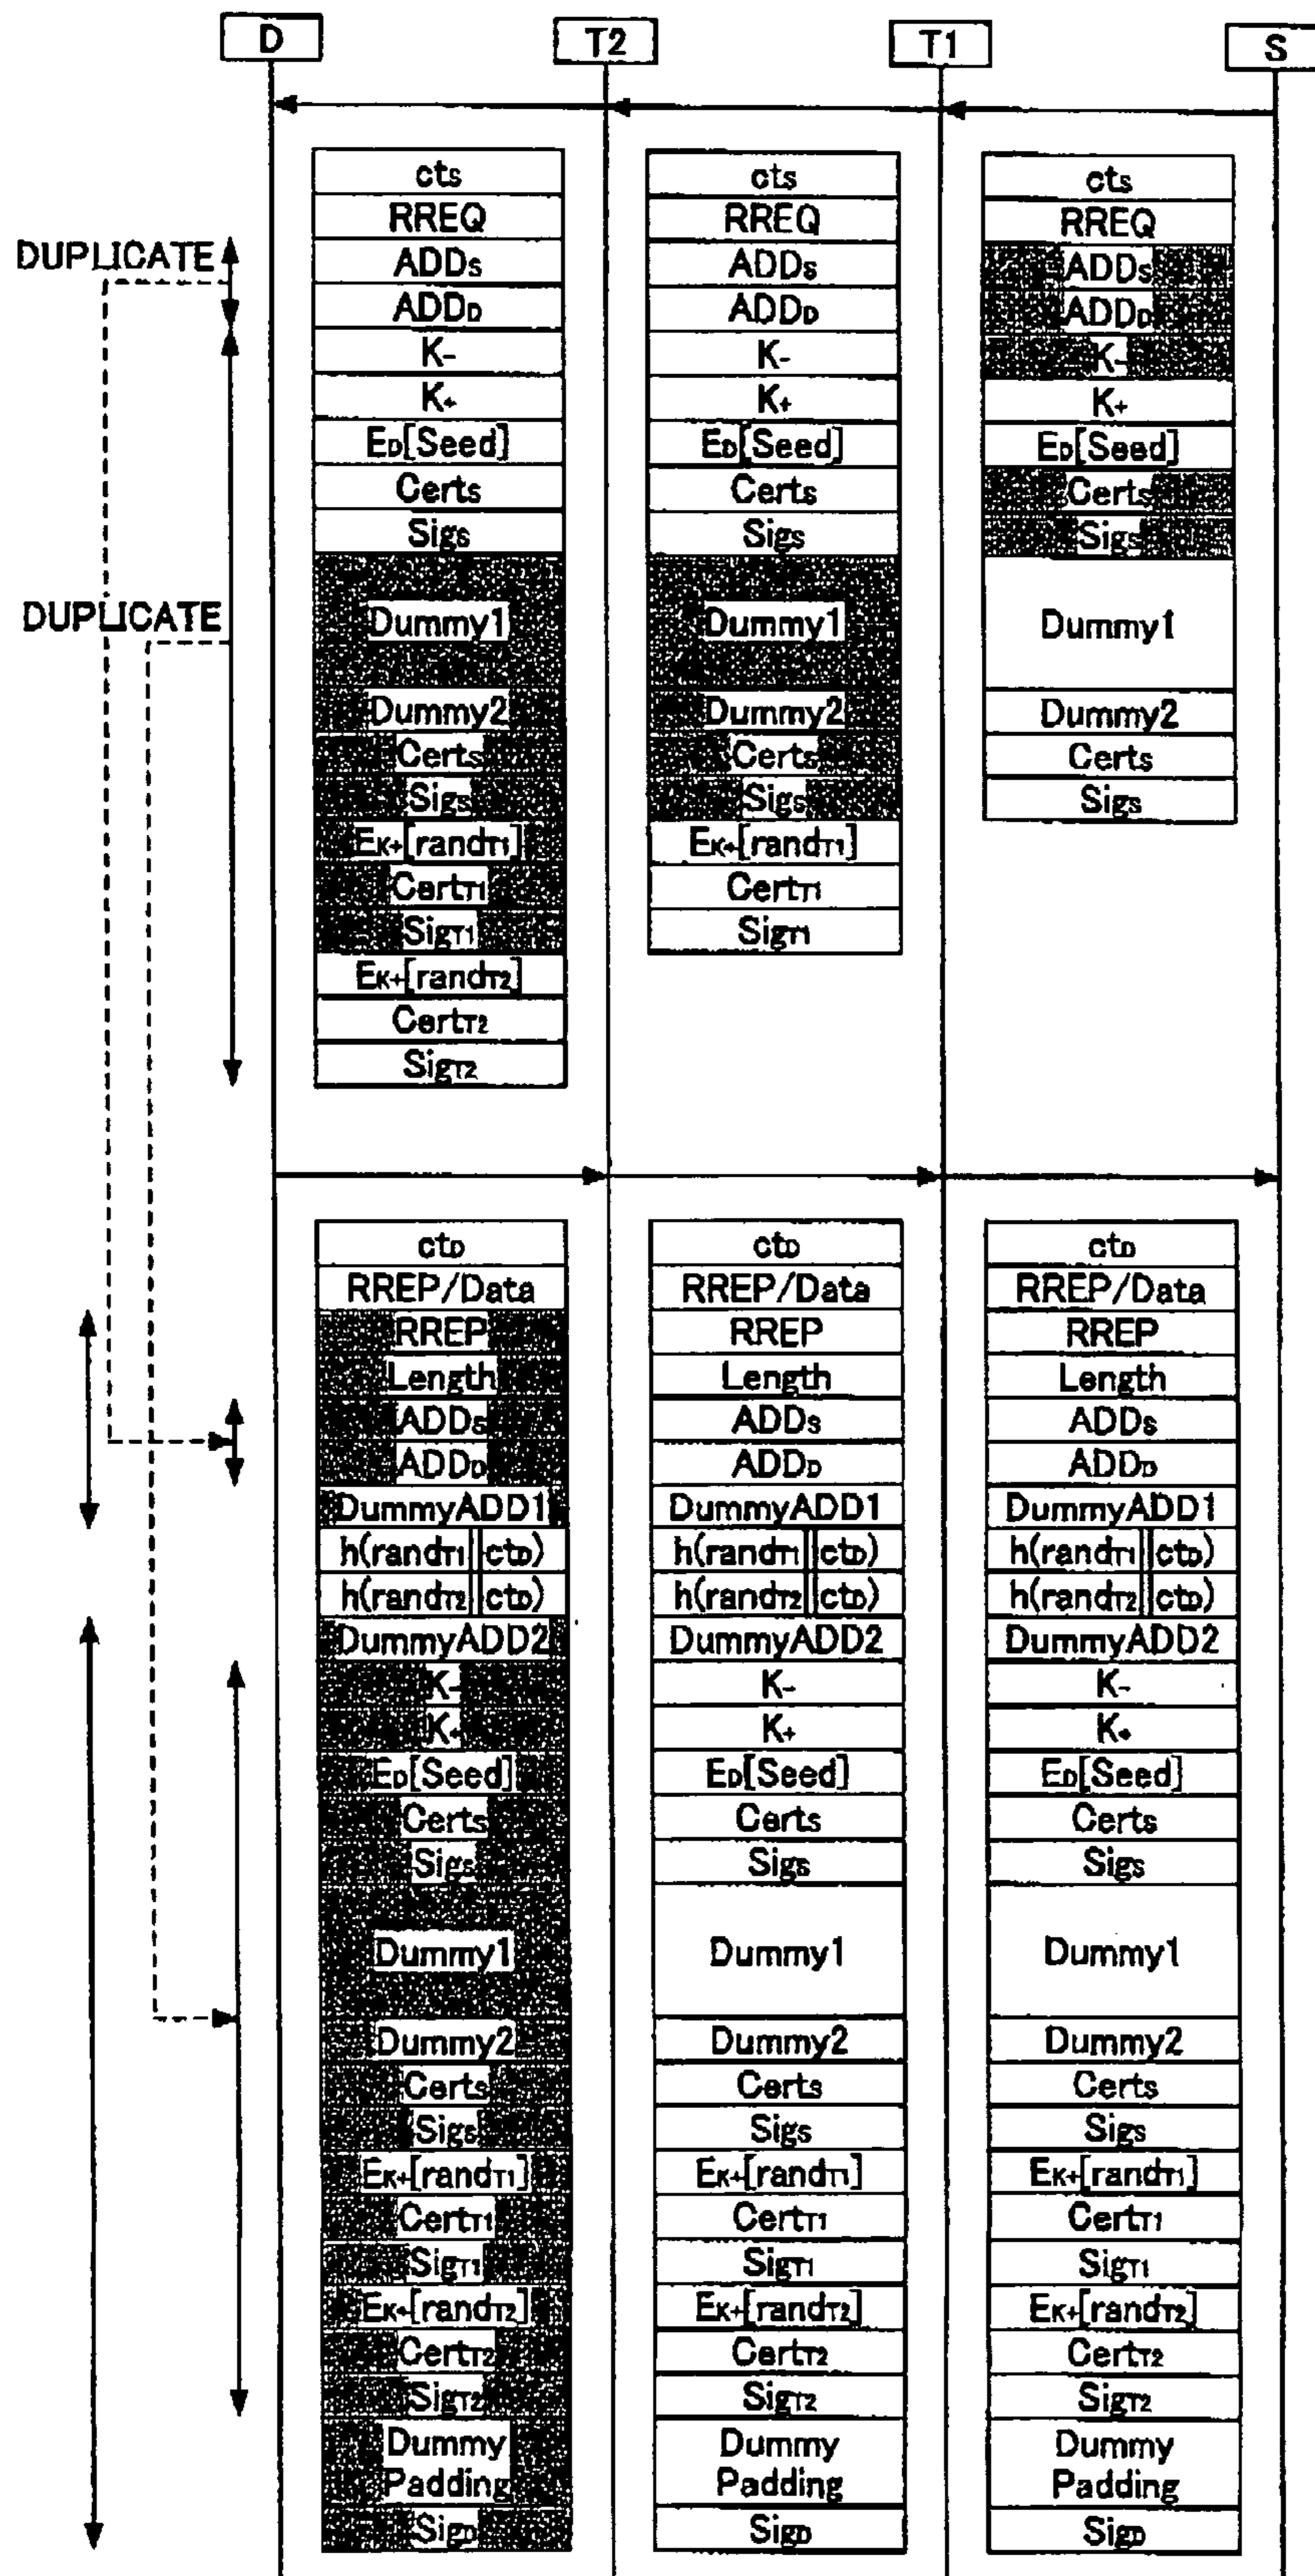 D T2 T1 S
DUPLICATE
DUPLICATE
cts
RREQ
ADDs
ADDD
K-
K+
ED[Seed]
Certs
Sigs
Dummy1
Dummy2
Certs
Sigs
EK+[randT1]
CertT1
SigT1
EK+[randT2]
CertT2
SigT2
cts
RREQ
ADDs
ADDD
K-
K+
ED[Seed]
Certs
Sigs
Dummy1
Dummy2
Certs
Sigs
EK+[randT1]
CertT1
SigT1
cts
RREQ
ADDs
ADDD
K-
K+
ED[Seed]
Certs
Sigs
Dummy1
Dummy2
Certs
Sigs
ctD
RREP/Data
RREP
Length
ADDs
ADDD
DummyADD1
h(randT1||ctD)
h(randT2||ctD)
DummyADD2
K-
K+
ED[Seed]
Certs
Sigs
Dummy1
Dummy2
Certs
Sigs
EK+[randT1]
CertT1
SigT1
EK+[randT2]
CertT2
SigT2
Dummy
Padding
SigD
ctD
RREP/Data
RREP
Length
ADDs
ADDD
DummyADD1
h(randT1||ctD)
h(randT2||ctD)
DummyADD2
K-
K+
ED[Seed]
Certs
Sigs
Dummy1
Dummy2
Certs
Sigs
EK+[randT1]
CertT1
SigT1
EK+[randT2]
CertT2
SigT2
Dummy
Padding
SigD
ctD
RREP/Data
RREP
Length
ADDs
ADDD
DummyADD1
h(randT1||ctD)
h(randT2||ctD)
DummyADD2
K-
K+
ED[Seed]
Certs
Sigs
Dummy1
Dummy2
Certs
Sigs
EK+[randT1]
CertT1
SigT1
EK+[randT2]
CertT2
SigT2
Dummy
Padding
SigD